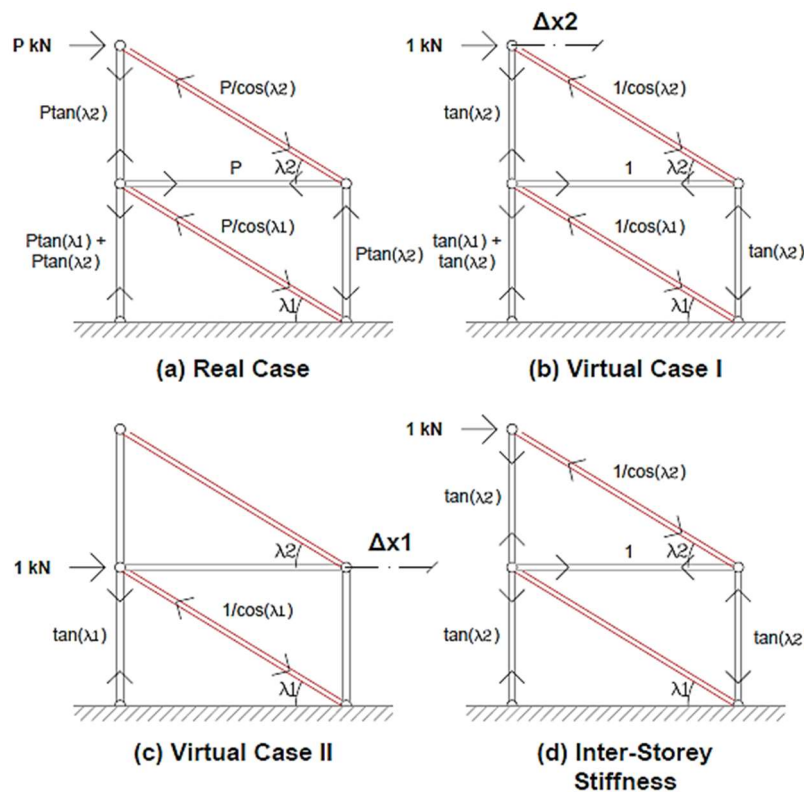 P kN
P/cos(λ2)
Ptan(λ2)
P
λ2
P/cos(λ1)
Ptan(λ1) +
Ptan(λ2)
Ptan(λ2)
λ1
(a) Real Case
1 kN
Δx2
1/cos(λ2)
tan(λ2)
1
λ2
1/cos(λ1)
tan(λ1) +
tan(λ2)
tan(λ2)
λ1
(b) Virtual Case I
λ2
1 kN
Δx1
1/cos(λ1)
tan(λ1)
λ1
(c) Virtual Case II
1 kN
1/cos(λ2)
tan(λ2)
1
λ2
tan(λ2)
tan(λ2
λ1
(d) Inter-Storey
Stiffness